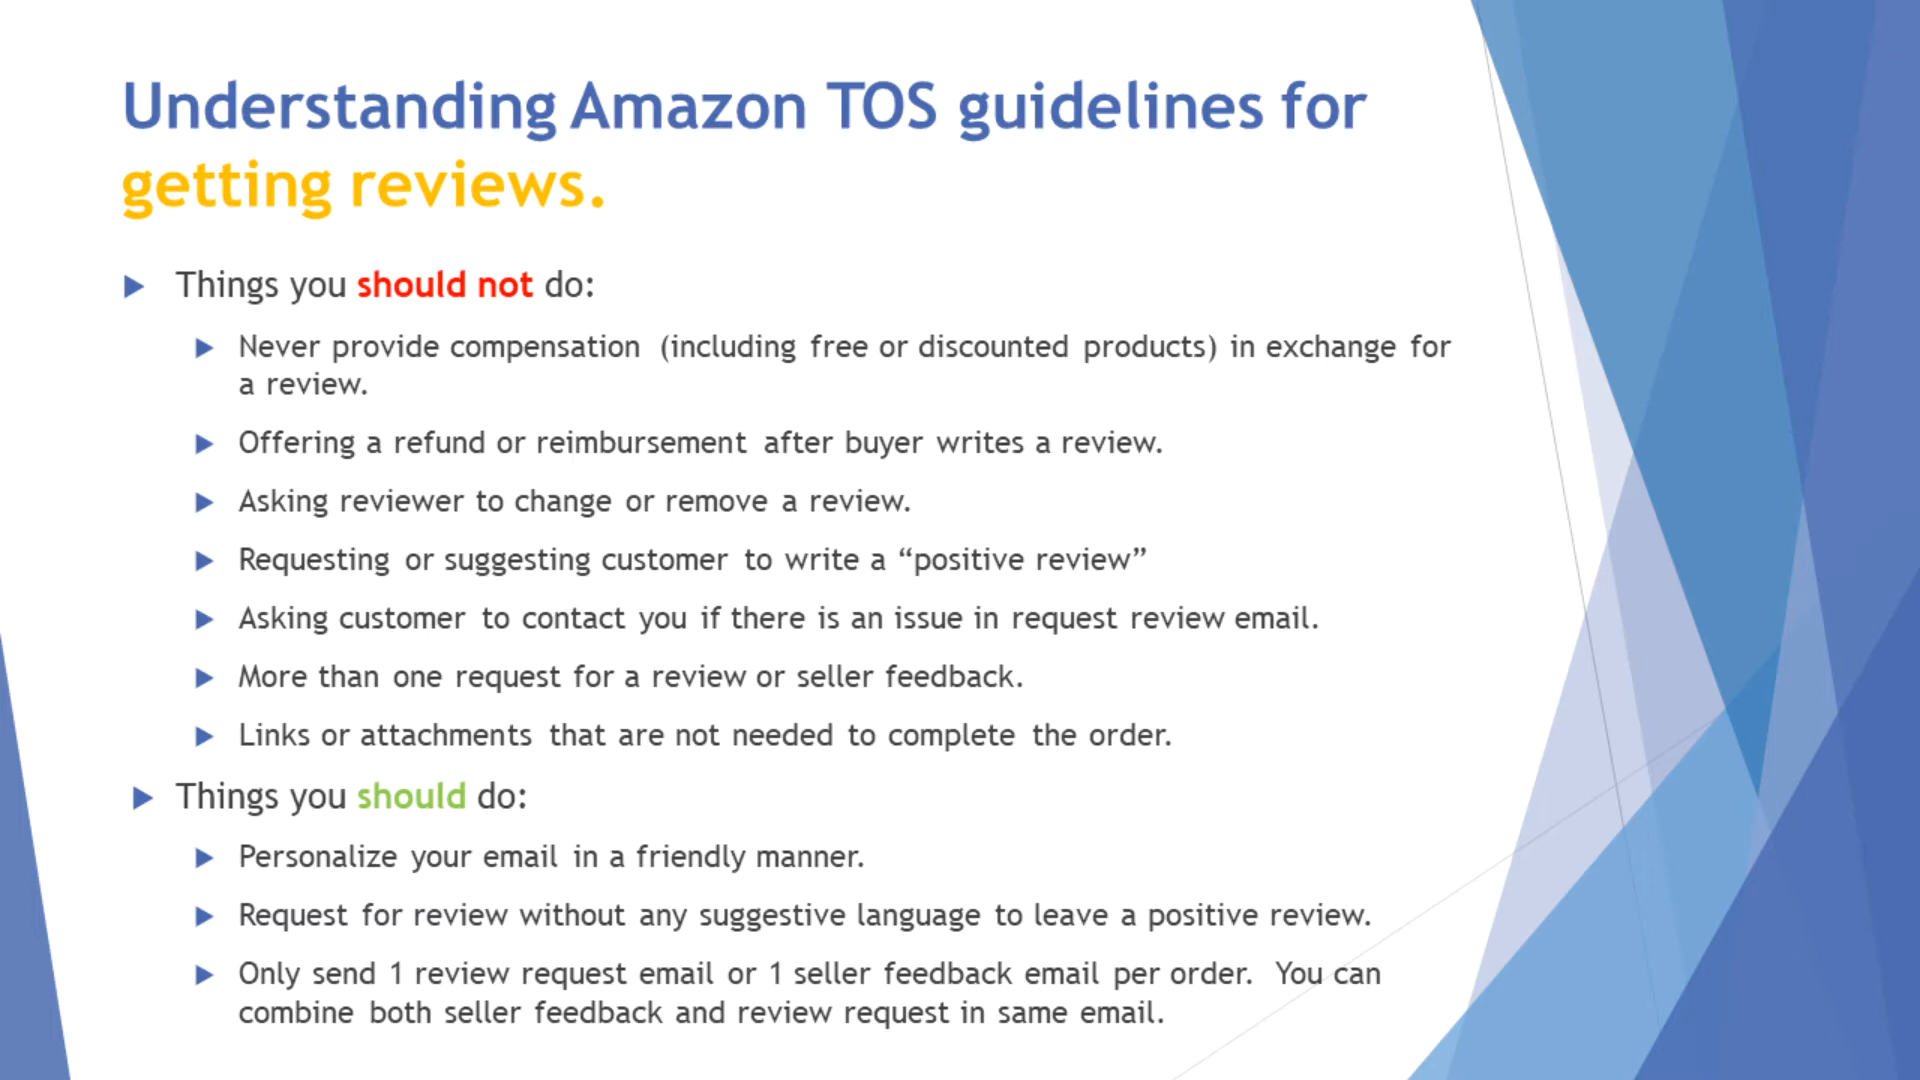 Understanding Amazon TOS guidelines for
getting reviews.
Things you should not do:
Never provide compensation (including free or discounted products) in exchange for
a review.
Offering a refund or reimbursement after buyer writes a review.
Asking reviewer to change or remove a review.
Requesting or suggesting customer to write a “positive review”
Asking customer to contact you if there is an issue in request review email.
More than one request for a review or seller feedback.
Links or attachments that are not needed to complete the order.
Things you should do:
Personalize your email in a friendly manner.
Request for review without any suggestive language to leave a positive review.
Only send 1 review request email or 1 seller feedback email per order. You can
combine both seller feedback and review request in same email.